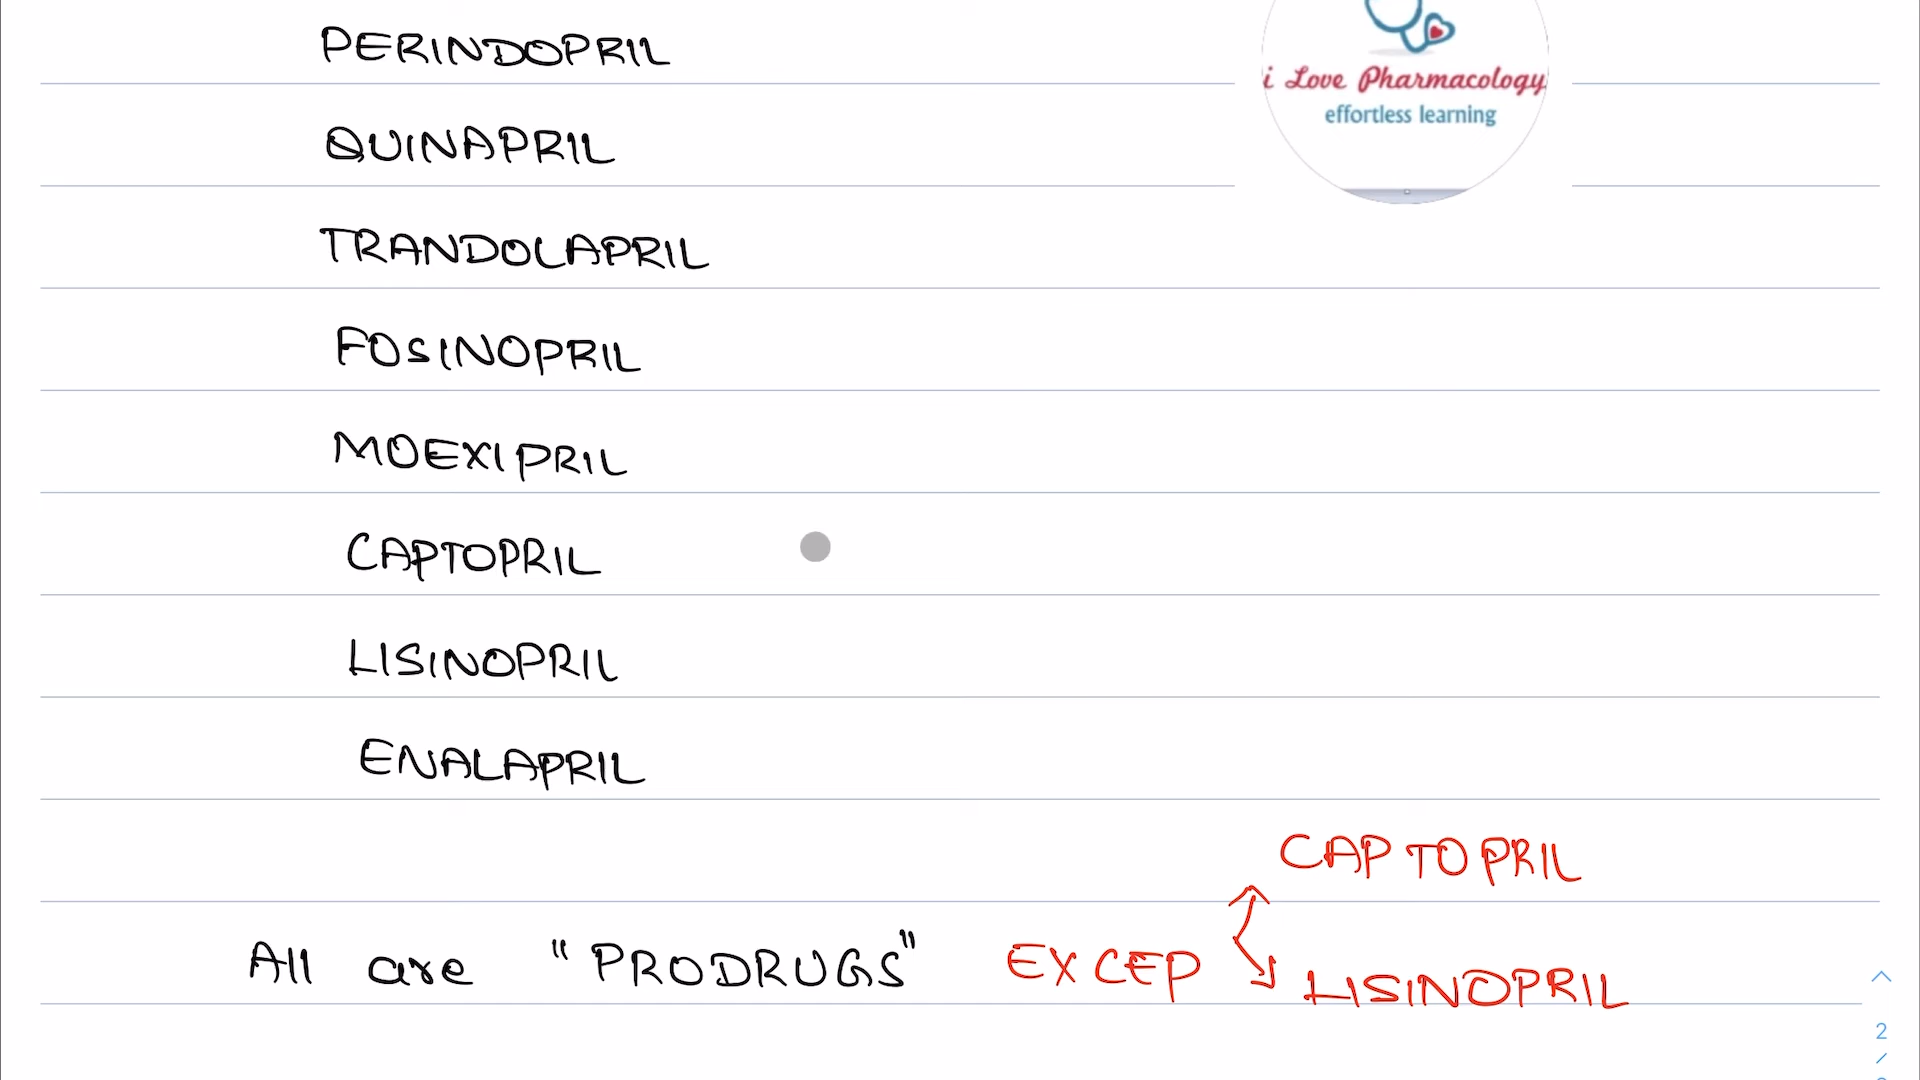 PERINDOPRIL
i Love Pharmacology
effortless learning
QUINAPRIL
TRANDOLAPRIL
FOSINOPRIL
MOEXIPRIL
CAPTOPRIL
LISINOPRIL
ENALAPRIL
CAPTOPRIL
All are "PRODRUGS" EXCEP
LISINOPRIL
2
/